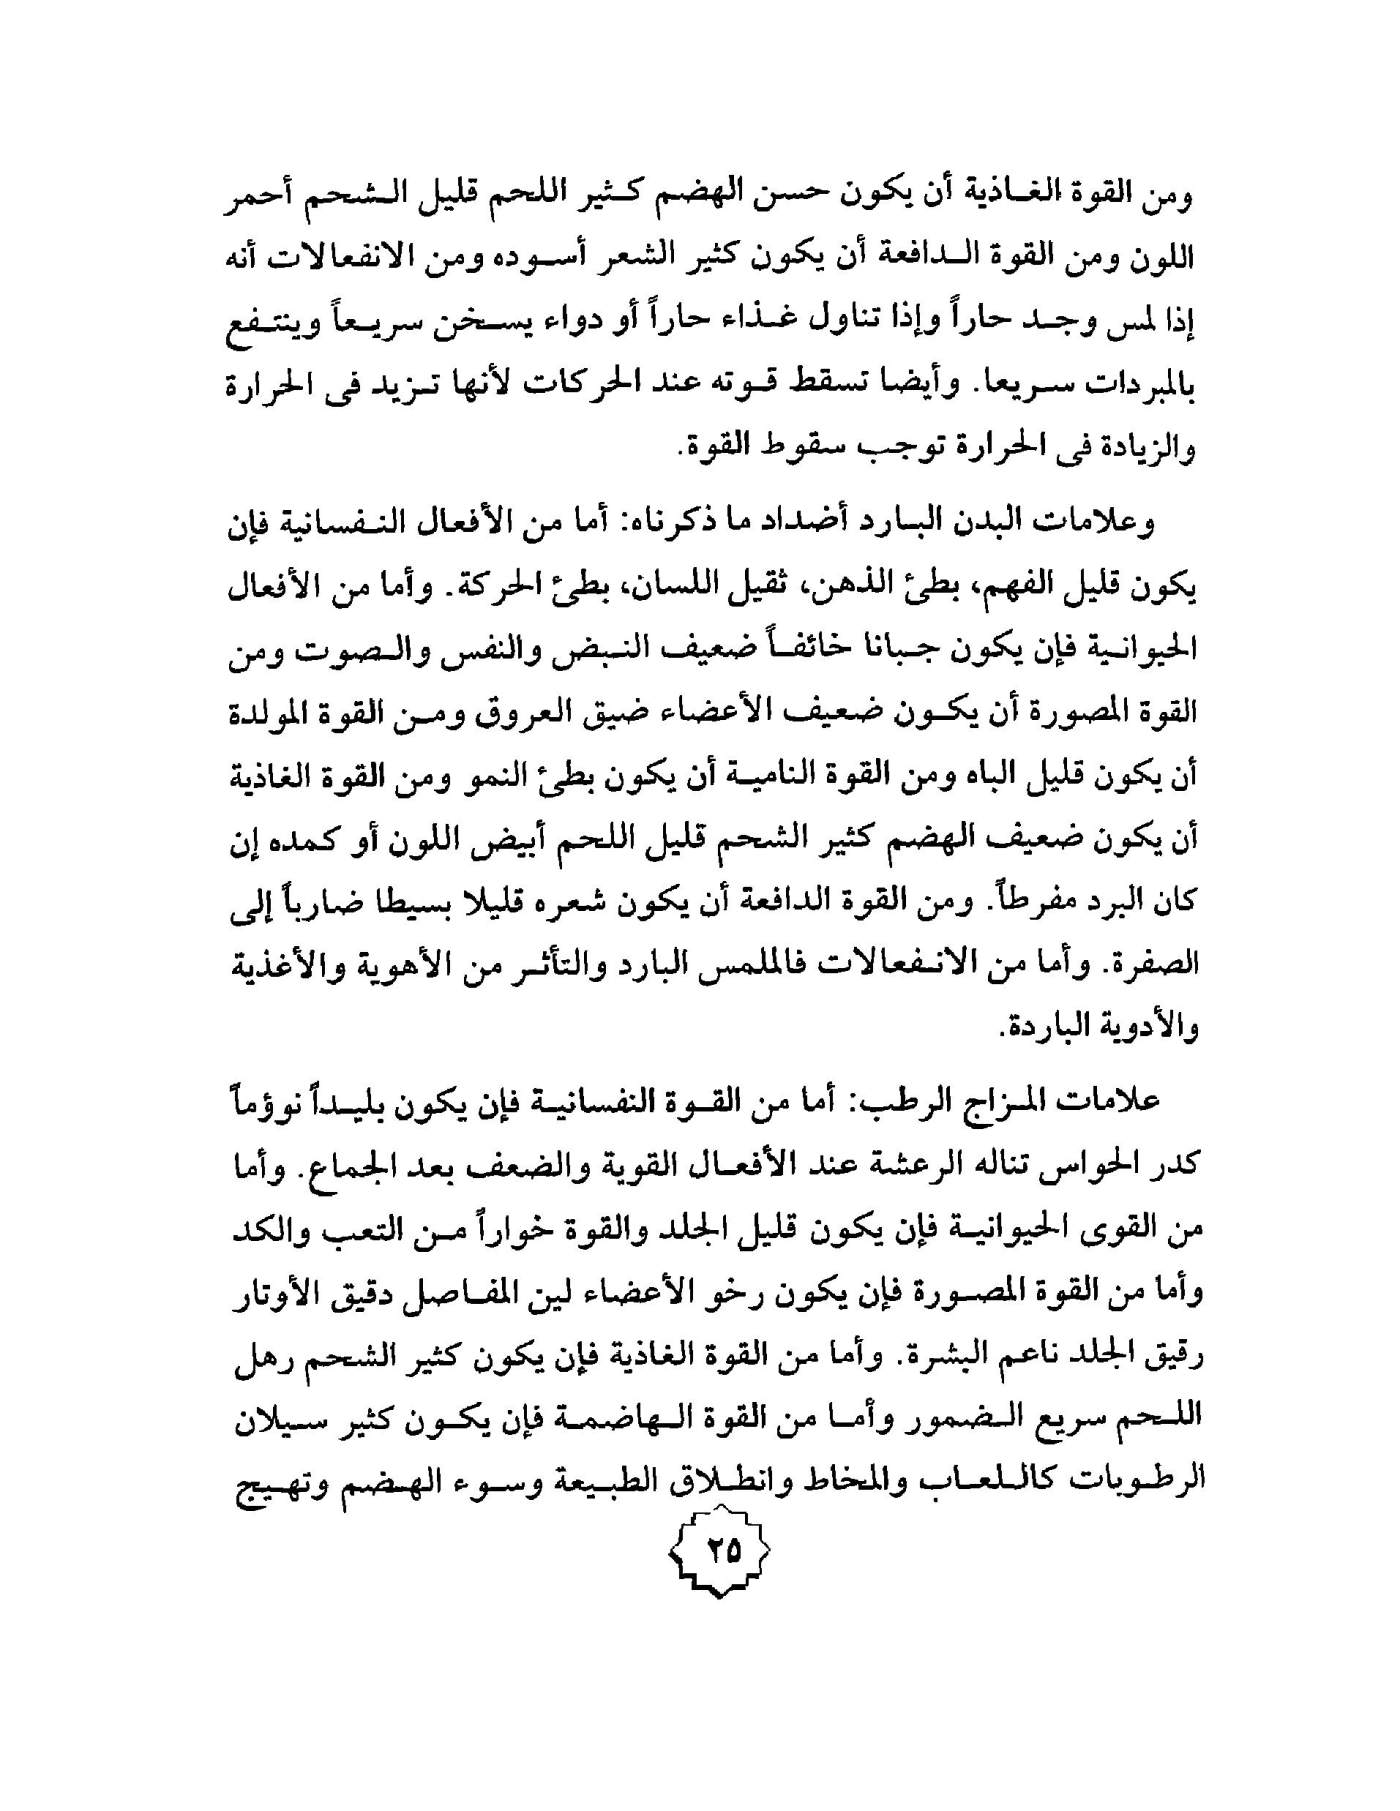 ومن القوة الغاذية أن يكون حسن الهضم كثير اللحم قليل الشحم أحمر
اللون ومن القوة الدافعة أن يكون كثير الشعر أسوده ومن الانفعالات أنه
إذا لمس وجد حاراً وإذا تناول غذاء حاراً أو دواء يسخن سريعاً وينتفع
بالمبردات سريعا. وأيضا تسقط قوته عند الحركات لأنها تزيد فى الحرارة
والزيادة فى الحرارة توجب سقوط القوة.
وعلامات البدن البارد أضداد ما ذكرناه: أما من الأفعال النفسانية فإن
يكون قليل الفهم، بطئ الذهن، ثقيل اللسان، بطئ الحركة. وأما من الأفعال
الحيوانية فإن يكون جبانا خائفاً ضعيف النبض والنفس والصوت ومن
القوة المصورة أن يكون ضعيف الأعضاء ضيق العروق ومن القوة المولدة
أن يكون قليل الباه ومن القوة النامية أن يكون بطئ النمو ومن القوة الغاذية
أن يكون ضعيف الهضم كثير الشحم قليل اللحم أبيض اللون أو كمده إن
كان البرد مفرطاً. ومن القوة الدافعة أن يكون شعره قليلا بسيطا ضارباً إلى
الصفرة. وأما من الانفعالات فالملمس البارد والتأثر من الأهوية والأغذية
والأدوية الباردة.
علامات المزاج الرطب: أما من القوة النفسانية فإن يكون بليداً نوؤماً
كدر الحواس تناله الرعشة عند الأفعال القوية والضعف بعد الجماع. وأما
من القوى الحيوانية فإن يكون قليل الجلد والقوة خواراً من التعب والكد
وأما من القوة المصورة فإن يكون رخو الأعضاء لين المفاصل دقيق الأوتار
رقيق الجلد ناعم البشرة. وأما من القوة الغاذية فإن يكون كثير الشحم رهل
اللحم سريع الضمور وأما من القوة الهاضمة فإن يكون كثير سيلان
الرطوبات كاللعاب والمخاط وانطلاق الطبيعة وسوء الهضم وتهيج
٢٥